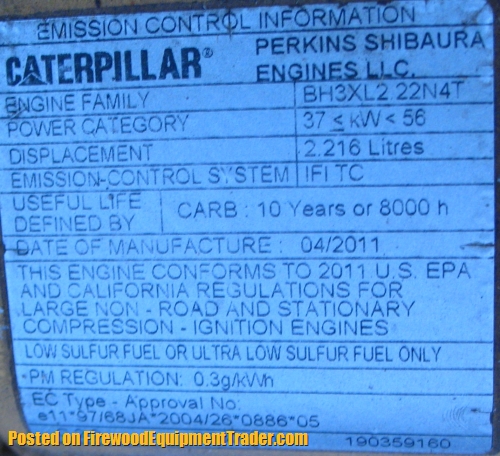 EMISSION CONTROL INFORMATION
CATERPILLAR® PERKINS SHIBAURA
ENGINES LLC.
ENGINE FAMILY BH3XL2.22N4T
POWER CATEGORY 37 ≤ kW < 56
DISPLACEMENT 2.216 Litres
EMISSION-CONTROL SYSTEM IFI TC
USEFUL LIFE
DEFINED BY CARB : 10 Years or 8000 h
DATE OF MANUFACTURE : 04/2011
THIS ENGINE CONFORMS TO 2011 U.S. EPA
AND CALIFORNIA REGULATIONS FOR
LARGE NON - ROAD AND STATIONARY
COMPRESSION - IGNITION ENGINES
LOW SULFUR FUEL OR ULTRA LOW SULFUR FUEL ONLY
PM REGULATION: 0.3g/kWh
EC Type - Approval No:
e11*97/68JA*2004/26*0886*05
190359160
Posted on FirewoodEquipmentTrader.com